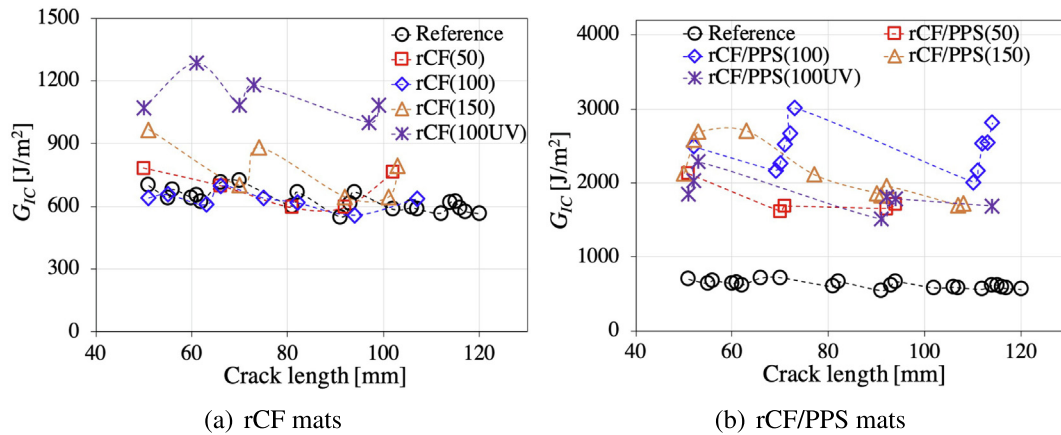 1500
1200
900
600
300
0
40
60
80
100
120
G_IC [J/m²]
Crack length [mm]
Reference
rCF(50)
rCF(100)
rCF(150)
rCF(100UV)
(a) rCF mats
4000
3000
2000
1000
0
40
60
80
100
120
G_IC [J/m²]
Crack length [mm]
Reference
rCF/PPS(50)
rCF/PPS(100)
rCF/PPS(150)
rCF/PPS(100UV)
(b) rCF/PPS mats